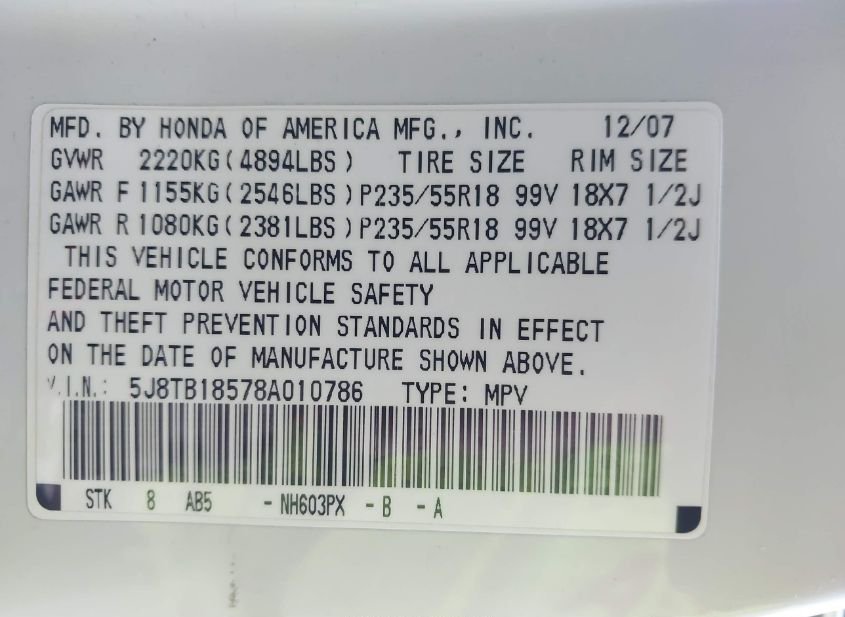 MFD. BY HONDA OF AMERICA MFG., INC. 12/07
GVWR 2220KG(4894LBS) TIRE SIZE RIM SIZE
GAWR F 1155KG(2546LBS) P235/55R18 99V 18X7 1/2J
GAWR R 1080KG(2381LBS) P235/55R18 99V 18X7 1/2J
THIS VEHICLE CONFORMS TO ALL APPLICABLE
FEDERAL MOTOR VEHICLE SAFETY
AND THEFT PREVENTION STANDARDS IN EFFECT
ON THE DATE OF MANUFACTURE SHOWN ABOVE.
V.I.N.: 5J8TB18578A010786 TYPE: MPV
STK 8 AB5 -NH603PX -B -A